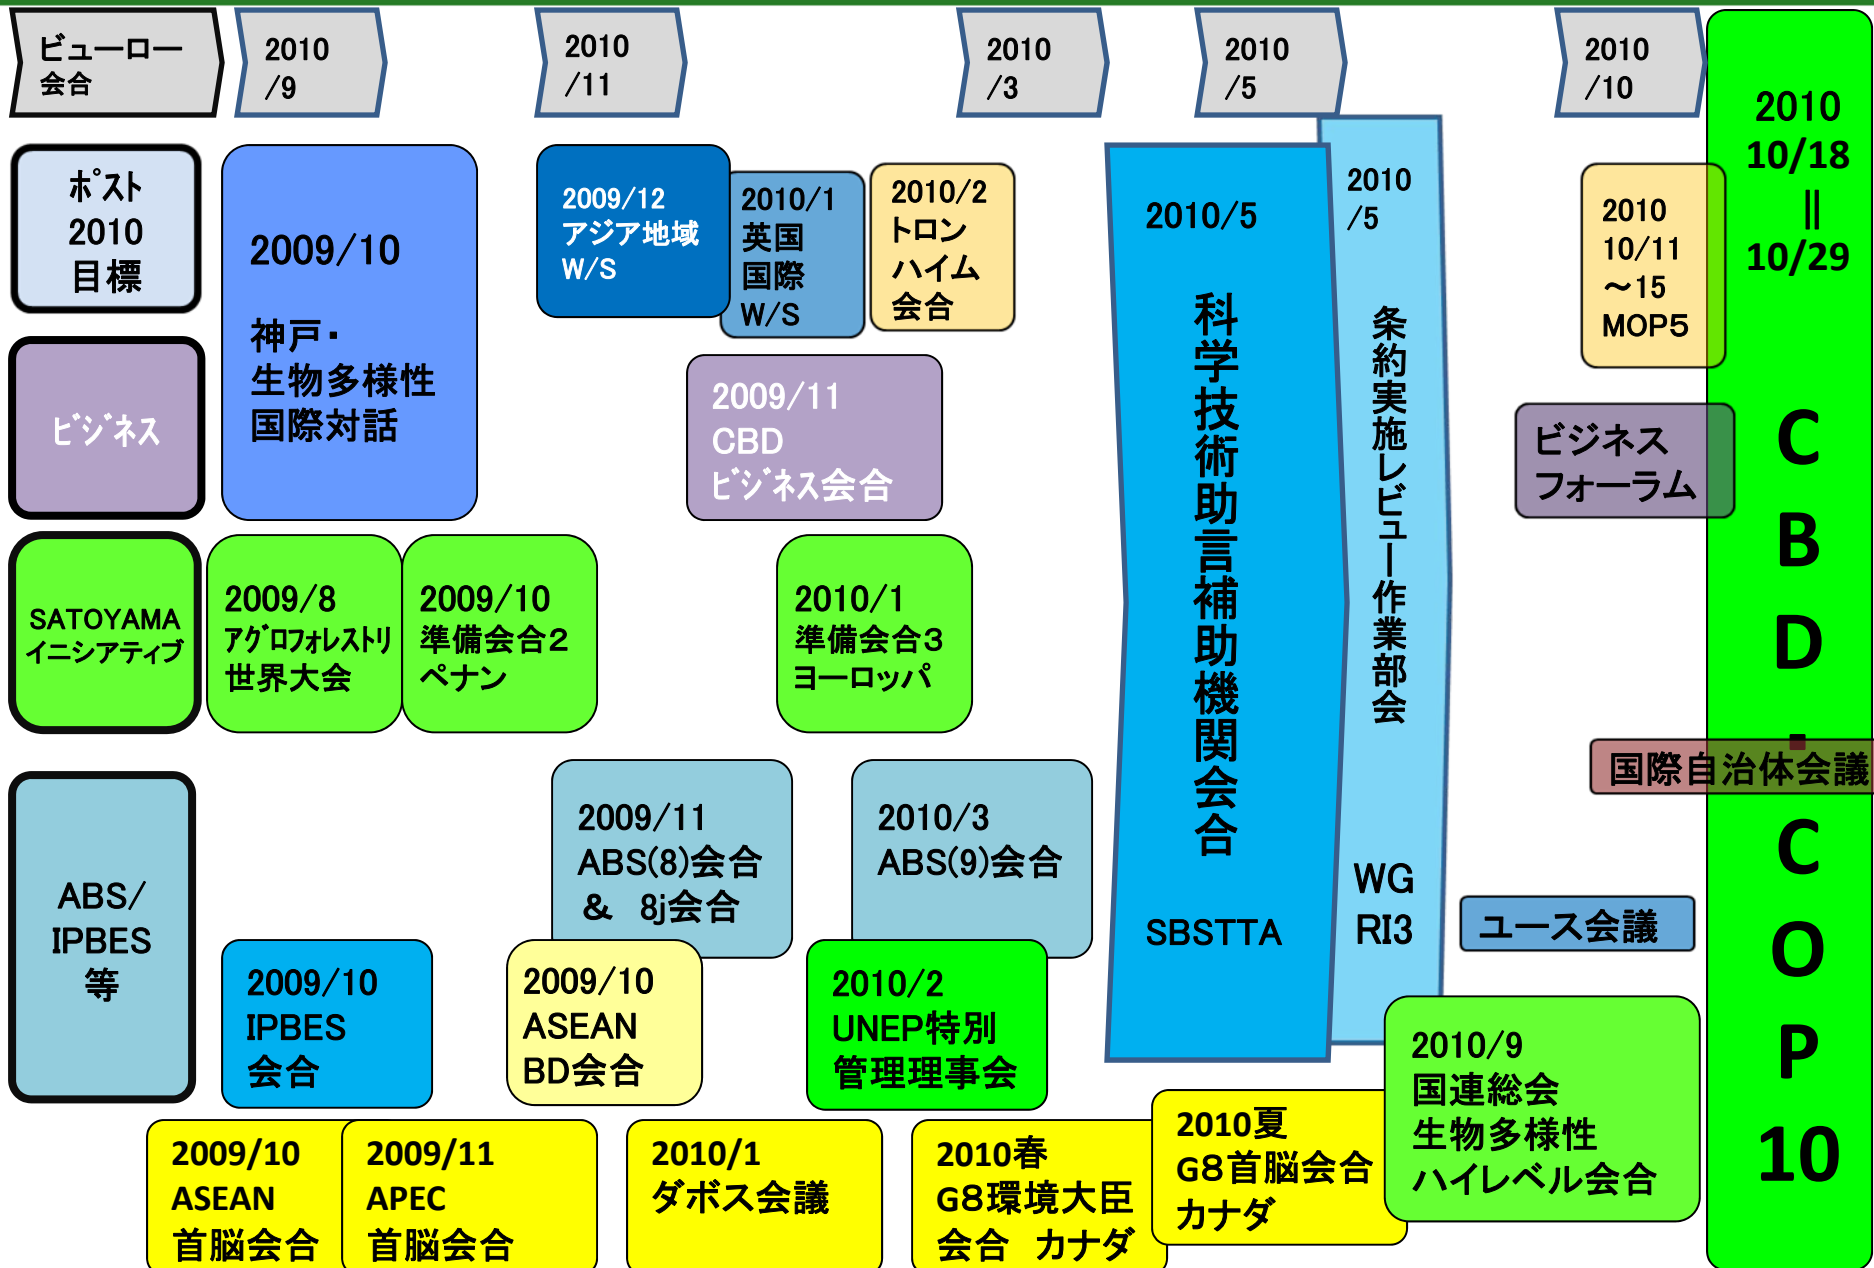 ビューロー
会合
2010
/9
2010
/11
2010
/3
2010
/5
2010
/10
ポスト
2010
目標
2009/10
神戸・
生物多様性
国際対話
2009/12
アジア地域
W/S
2010/1
英国
国際
W/S
2010/2
トロン
ハイム
会合
2010/5
科学技術助言補助機関会合
SBSTTA
2010
/5
条約実施レビュー作業部会
WG
RI3
2010
10/11
～15
MOP5
2010
10/18
||
10/29
CBD・COP10
ビジネス
2009/11
CBD
ビジネス会合
ビジネス
フォーラム
SATOYAMA
イニシアティブ
2009/8
アグロフォレストリ
世界大会
2009/10
準備会合2
ペナン
2010/1
準備会合3
ヨーロッパ
国際自治体会議
ABS/
IPBES
等
2009/11
ABS(8)会合
＆　8j会合
2010/3
ABS(9)会合
ユース会議
2009/10
IPBES
会合
2009/10
ASEAN
BD会合
2010/2
UNEP特別
管理理事会
2010/9
国連総会
生物多様性
ハイレベル会合
2009/10
ASEAN
首脳会合
2009/11
APEC
首脳会合
2010/1
ダボス会議
2010春
G8環境大臣
会合　カナダ
2010夏
G8首脳会合
カナダ